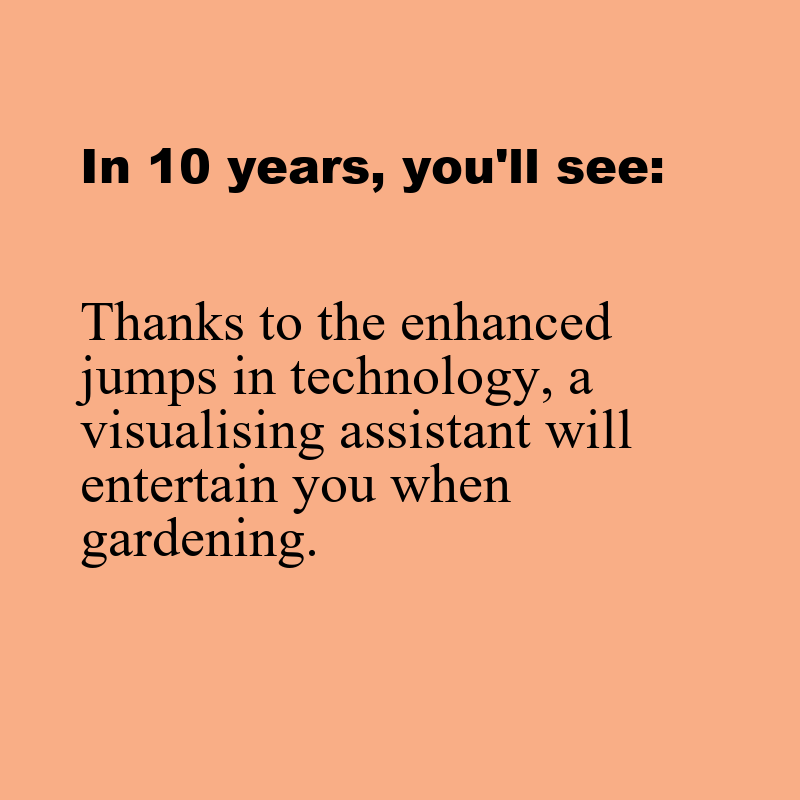 In 10 years, you'll see:
Thanks to the enhanced
jumps in technology, a
visualising assistant will
entertain you when
gardening.